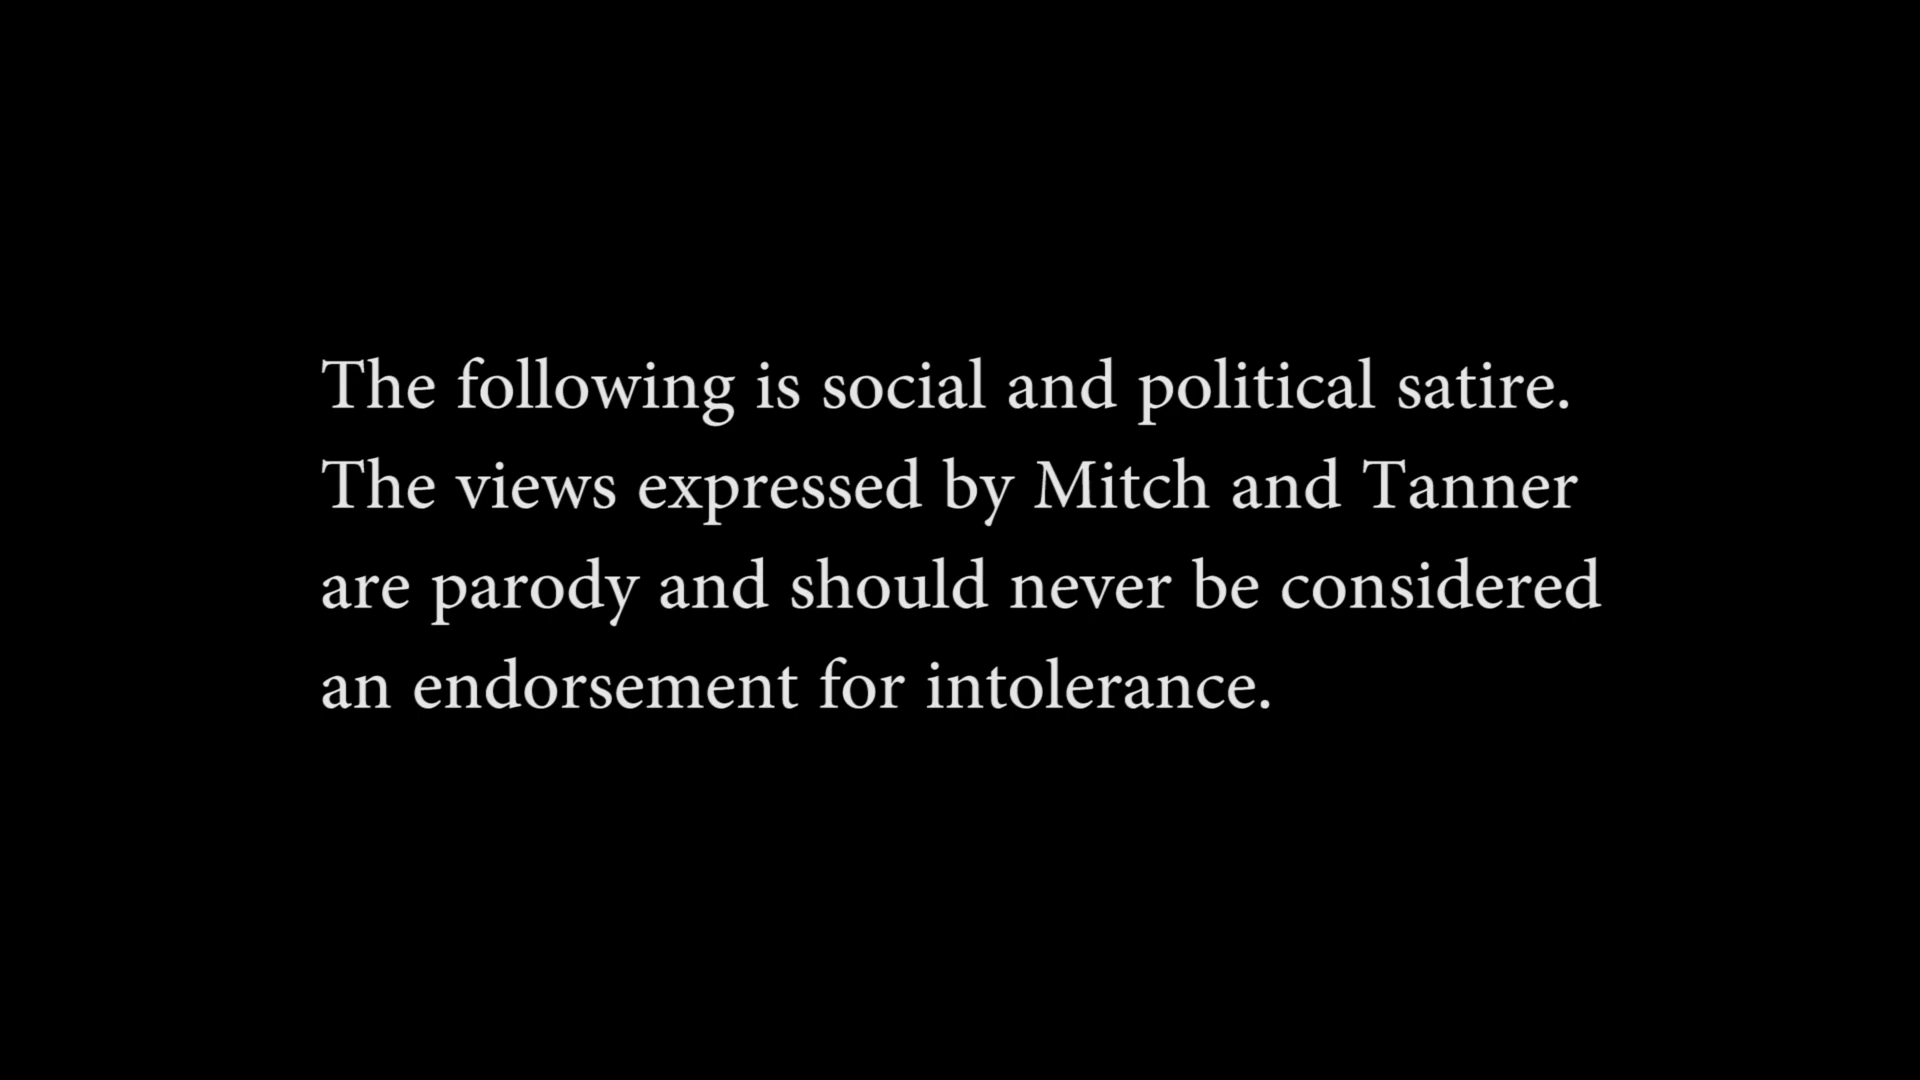 The following is social and political satire.
The views expressed by Mitch and Tanner
are parody and should never be considered
an endorsement for intolerance.